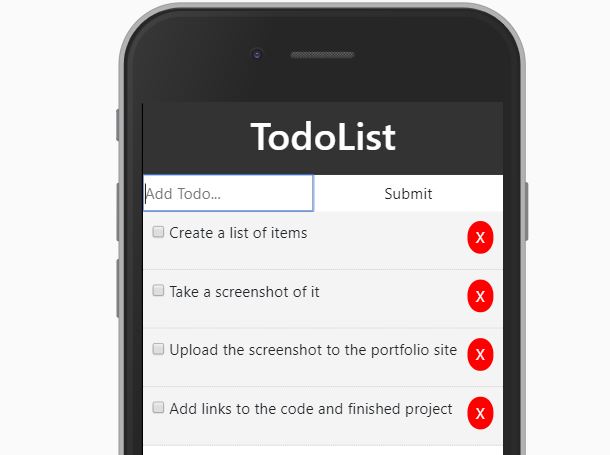 TodoList
Add Todo... Submit
Create a list of items X
Take a screenshot of it X
Upload the screenshot to the portfolio site X
Add links to the code and finished project X